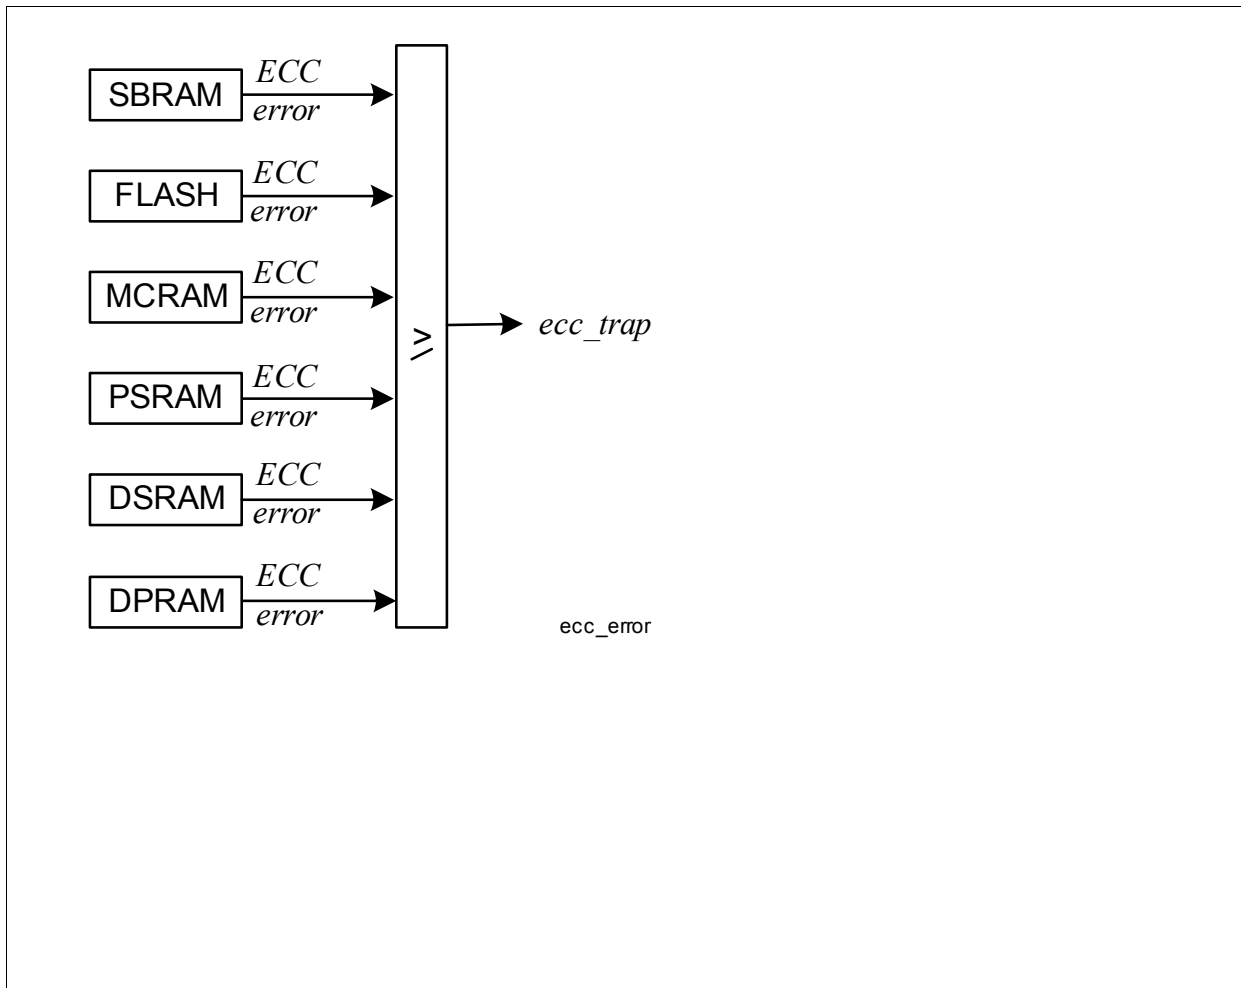 SBRAM
ECC
error
FLASH
ECC
error
MCRAM
ECC
error
PSRAM
ECC
error
DSRAM
ECC
error
DPRAM
ECC
error
≥
ecc_trap
ecc_error